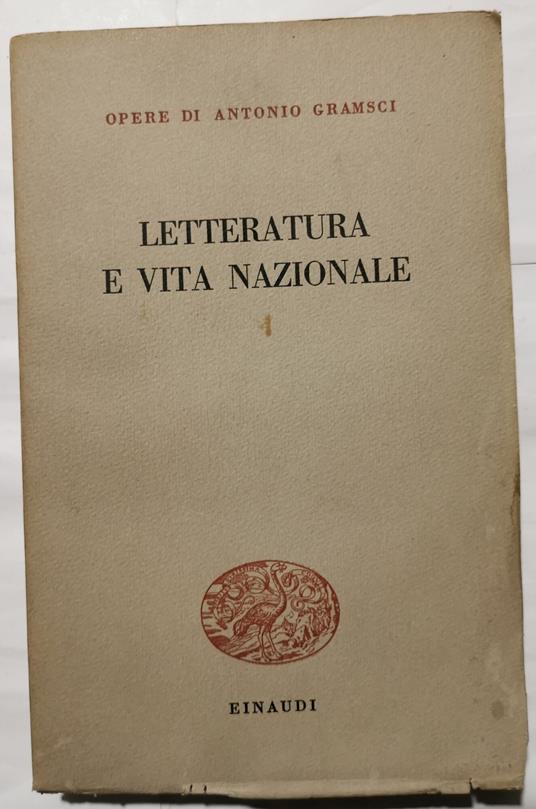 OPERE DI ANTONIO GRAMSCI
LETTERATURA
E VITA NAZIONALE
EINAUDI